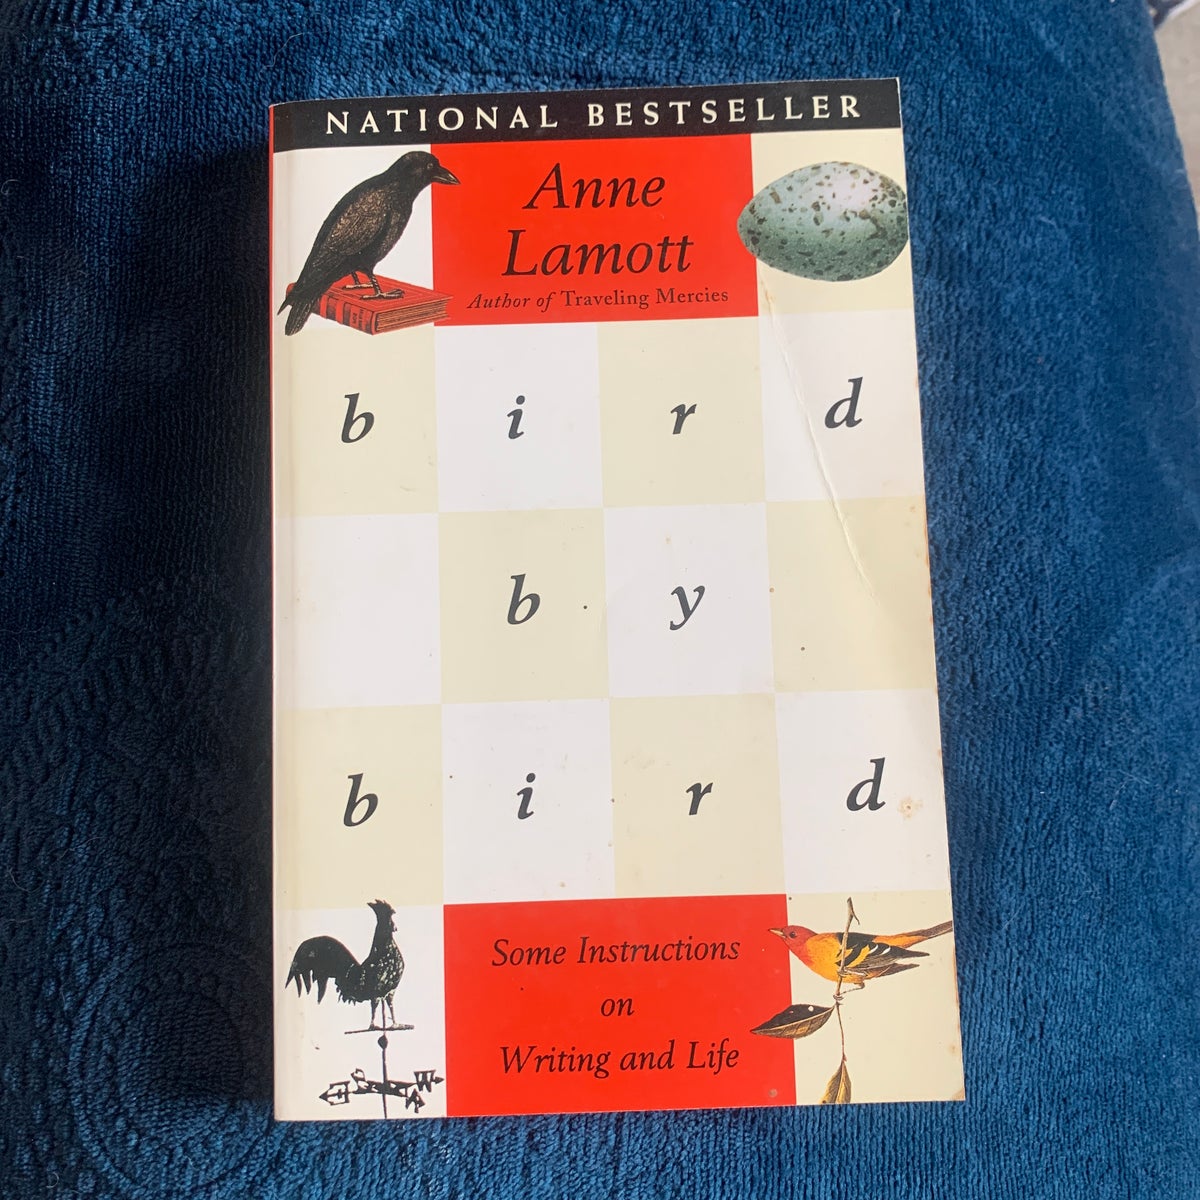 NATIONAL BESTSELLER
Anne
Lamott
Author of Traveling Mercies
b i r d
b y
b i r d
Some Instructions
on
Writing and Life
W